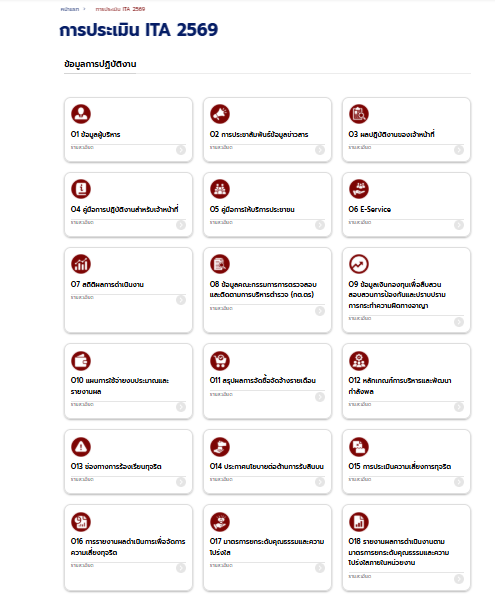 หน้าแรก › การประเมิน ITA 2569
การประเมิน ITA 2569
ข้อมูลการปฏิบัติงาน
O1 ข้อมูลผู้บริหาร
รายละเอียด
O2 การประชาสัมพันธ์ข้อมูลข่าวสาร
รายละเอียด
O3 ผลปฏิบัติงานของเจ้าหน้าที่
รายละเอียด
O4 คู่มือการปฏิบัติงานสำหรับเจ้าหน้าที่
รายละเอียด
O5 คู่มือการให้บริการประชาชน
รายละเอียด
O6 E-Service
รายละเอียด
O7 สถิติผลการดำเนินงาน
รายละเอียด
O8 ข้อมูลคณะกรรมการการตรวจสอบ
และติดตามการบริหารตำรวจ (กต.ตร)
รายละเอียด
O9 ข้อมูลเงินกองทุนเพื่อสืบสวน
สอบสวนการป้องกันและปราบปราม
การกระทำความผิดทางอาญา
รายละเอียด
O10 แผนการใช้จ่ายงบประมาณและ
รายงานผล
รายละเอียด
O11 สรุปผลการจัดซื้อจัดจ้างรายเดือน
รายละเอียด
O12 หลักเกณฑ์การบริหารและพัฒนา
กำลังพล
รายละเอียด
O13 ช่องทางการร้องเรียนทุจริต
รายละเอียด
O14 ประกาศนโยบายต่อต้านการรับสินบน
รายละเอียด
O15 การประเมินความเสี่ยงการทุจริต
รายละเอียด
O16 การรายงานผลดำเนินการเพื่อจัดการ
ความเสี่ยงทุจริต
รายละเอียด
O17 มาตรการยกระดับคุณธรรมและความ
โปร่งใส
รายละเอียด
O18 รายงานผลการดำเนินงานตาม
มาตรการยกระดับคุณธรรมและความ
โปร่งใสภายในหน่วยงาน
รายละเอียด